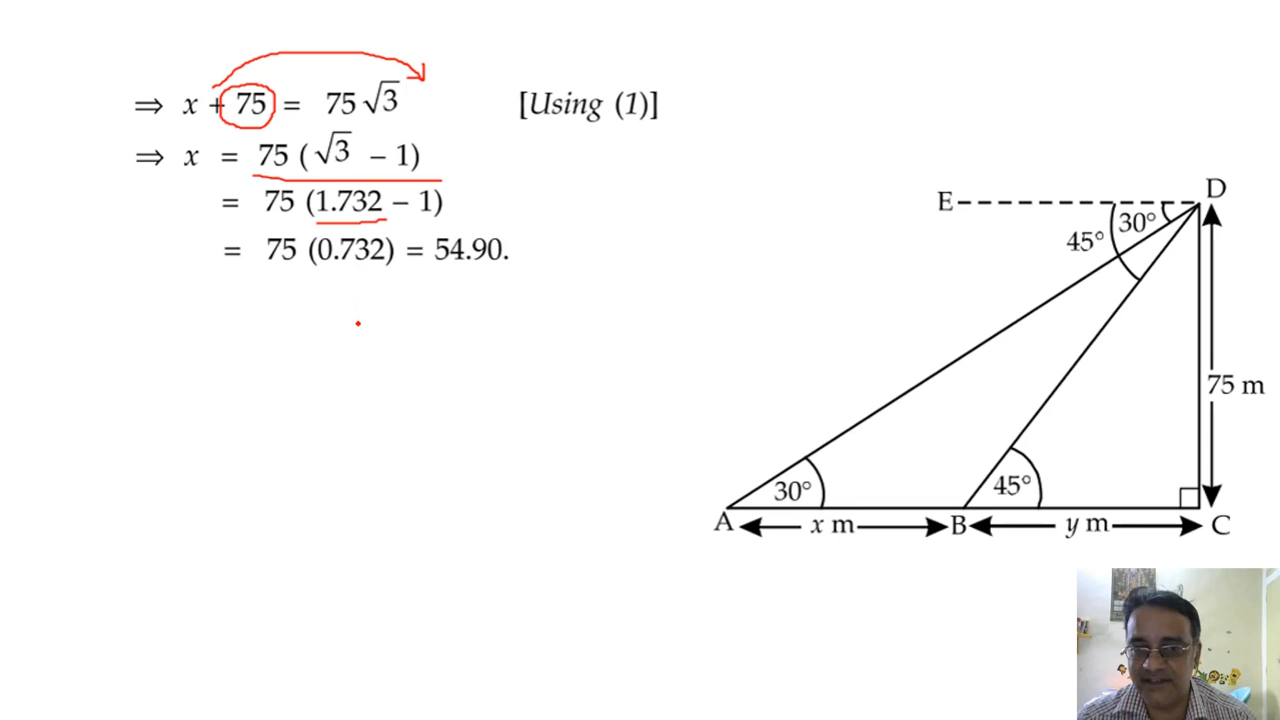 ⇒ x + 75 = 75 √3 [Using (1)]
⇒ x = 75 (√3 – 1)
= 75 (1.732 – 1)
= 75 (0.732) = 54.90.
E D
30°
45°
75 m
30° 45°
A x m B y m C